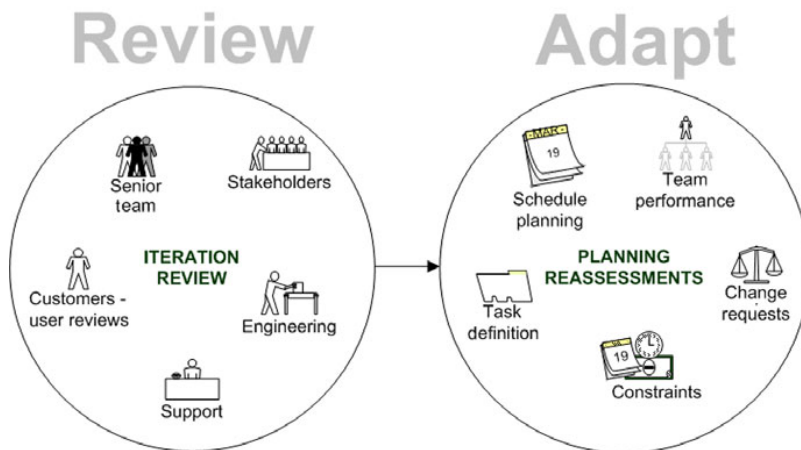 Review
Adapt
Senior
team
Stakeholders
ITERATION
REVIEW
Customers -
user reviews
Engineering
Support
MAR
19
Schedule
planning
Team
performance
PLANNING
REASSESSMENTS
Task
definition
Change
requests
19
Constraints